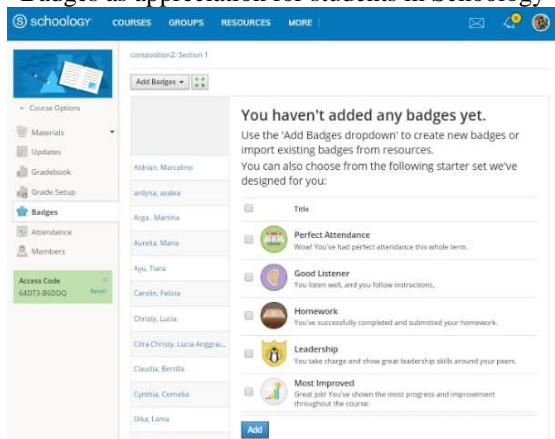 Badges as appreciation for students in Schoology
schoology
COURSES GROUPS RESOURCES MORE
composition2: Section 1
Add Badges
Course Options
Materials
Updates
Gradebook
Grade Setup
Badges
Attendance
Members
Access Code
64DT3-B6DDQ Reset
Aldrian, Marcelino
ardyna, azalea
Arga , Martina
Aurelia, Maria
Ayu, Tiara
Carolin, Felicia
Christy, Lucia
Citra Christy, Lucia Anggrai...
Claudia, Bertilla
Cynthia, Cornelia
Dika, Lama
You haven't added any badges yet.
Use the 'Add Badges dropdown' to create new badges or
import existing badges from resources.
You can also choose from the following starter set we've
designed for you:
Title
Perfect Attendance
Wow! You've had perfect attendance this whole term.
Good Listener
You listen well, and you follow instructions.
Homework
You've successfully completed and submitted your homework.
Leadership
You take charge and show great leadership skills around your peers.
Most Improved
Great job! You've shown the most progress and improvement
throughout the course.
Add